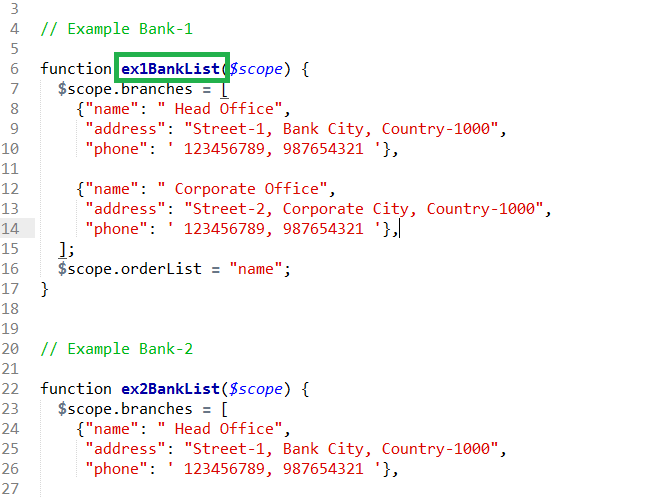 3
4 // Example Bank-1
5
6 function ex1BankList($scope) {
7 $scope.branches = [
8 {"name": " Head Office",
9 "address": "Street-1, Bank City, Country-1000",
10 "phone": ' 123456789, 987654321 '},
11
12 {"name": " Corporate Office",
13 "address": "Street-2, Corporate City, Country-1000",
14 "phone": ' 123456789, 987654321 '},
15 ];
16 $scope.orderList = "name";
17 }
18
19
20 // Example Bank-2
21
22 function ex2BankList($scope) {
23 $scope.branches = [
24 {"name": " Head Office",
25 "address": "Street-1, Bank City, Country-1000",
26 "phone": ' 123456789, 987654321 '},
27